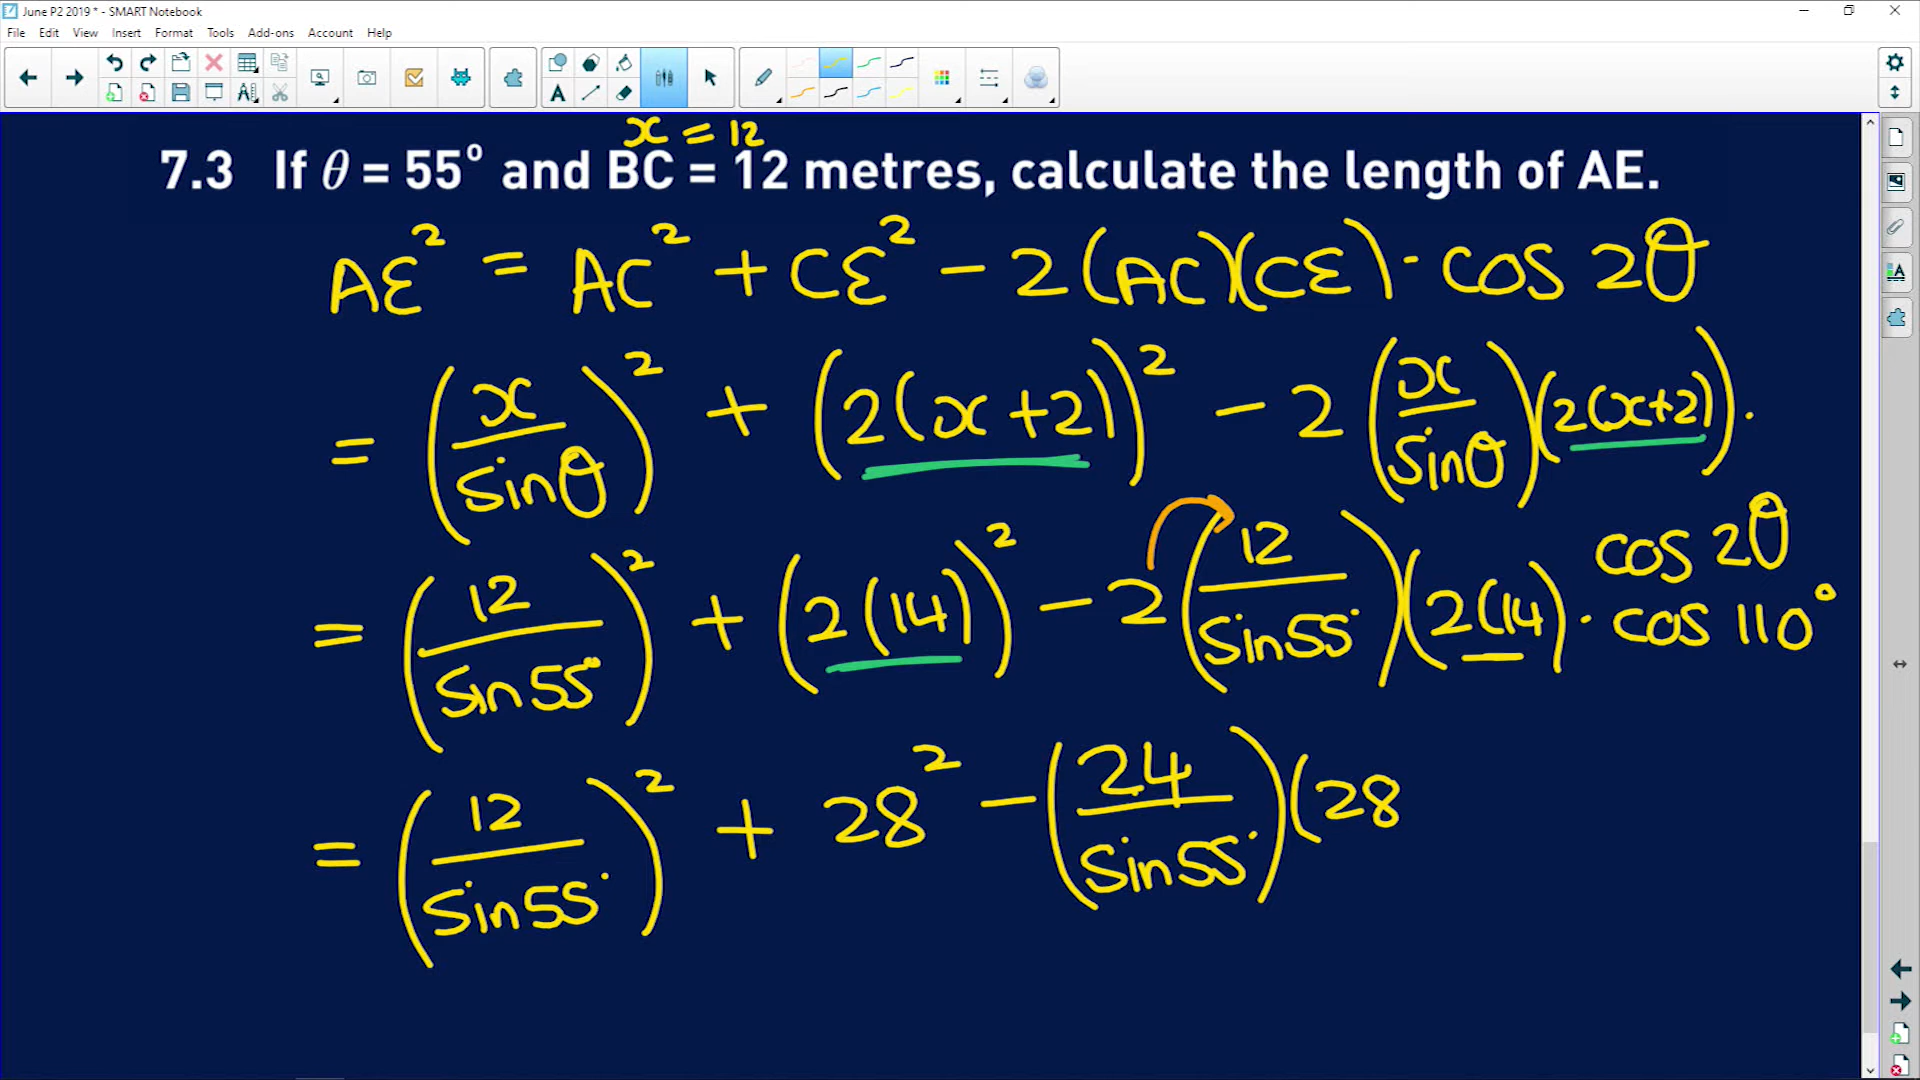 June P2 2019 * - SMART Notebook
File Edit View Insert Format Tools Add-ons Account Help
x = 12
7.3 If θ = 55° and BC = 12 metres, calculate the length of AE.
AE² = AC² + CE² - 2(AC)(CE) · cos 2θ
= (x/sinθ)² + (2(x+2))² - 2(x/sinθ)(2(x+2)) ·
cos 2θ
= (12/sin55°)² + (2(14))² - 2(12/sin55°)(2(14)) · cos 110°
= (12/sin55°)² + 28² - (24/sin55°)(28